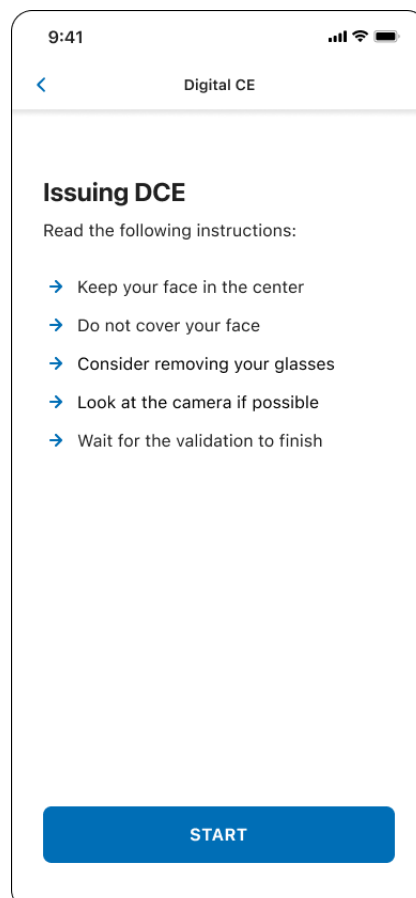 9:41
Digital CE
Issuing DCE
Read the following instructions:
Keep your face in the center
Do not cover your face
Consider removing your glasses
Look at the camera if possible
Wait for the validation to finish
START